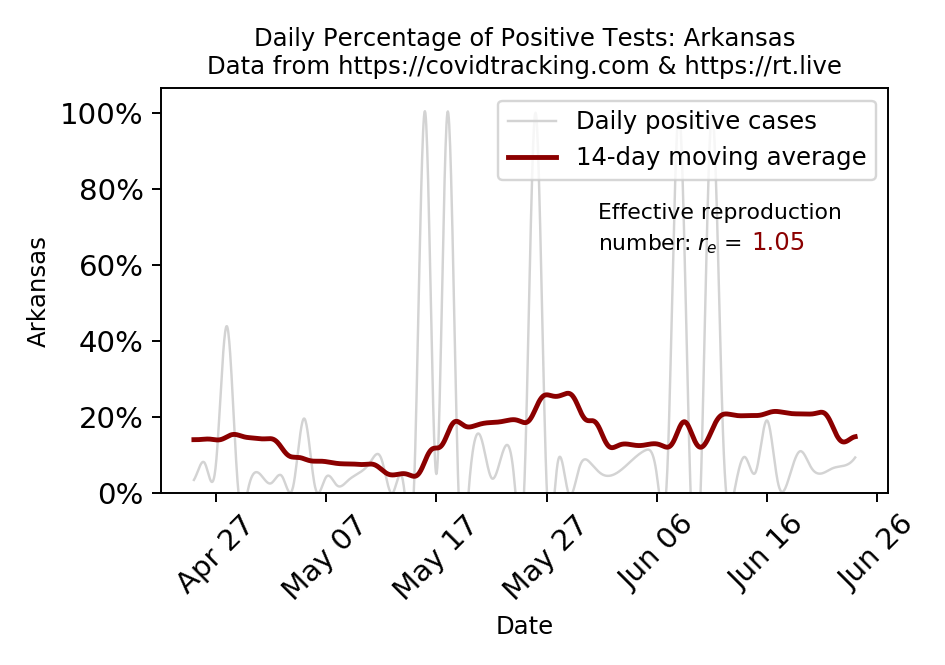 Daily Percentage of Positive Tests: Arkansas
Data from https://covidtracking.com & https://rt.live
100%
80%
60%
40%
20%
0%
Arkansas
Daily positive cases
14-day moving average
Effective reproduction
number: rₑ = 1.05
Apr 27
May 07
May 17
May 27
Jun 06
Jun 16
Jun 26
Date